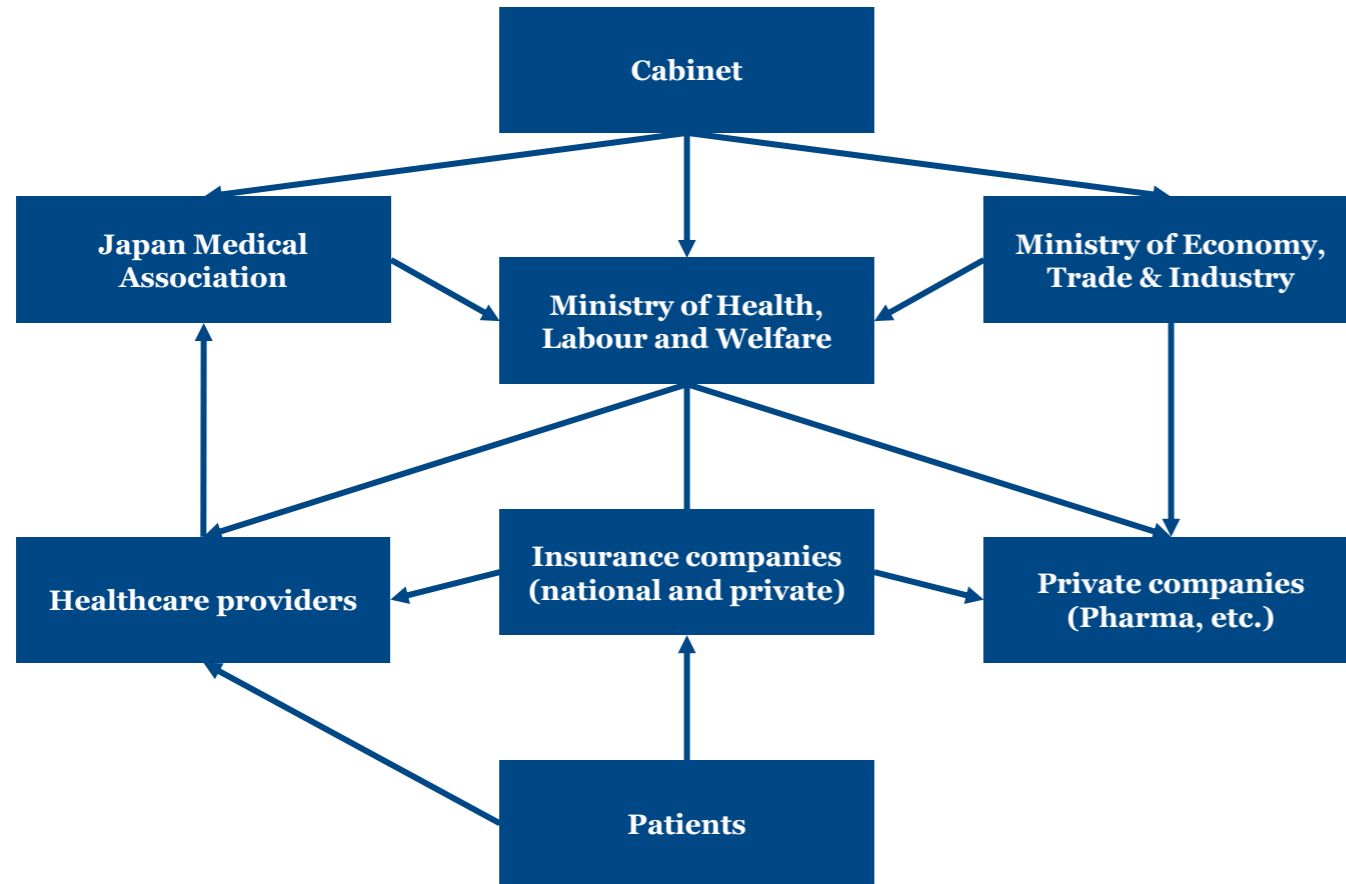 Cabinet
Japan Medical
Association
Ministry of Economy,
Trade & Industry
Ministry of Health,
Labour and Welfare
Healthcare providers
Insurance companies
(national and private)
Private companies
(Pharma, etc.)
Patients